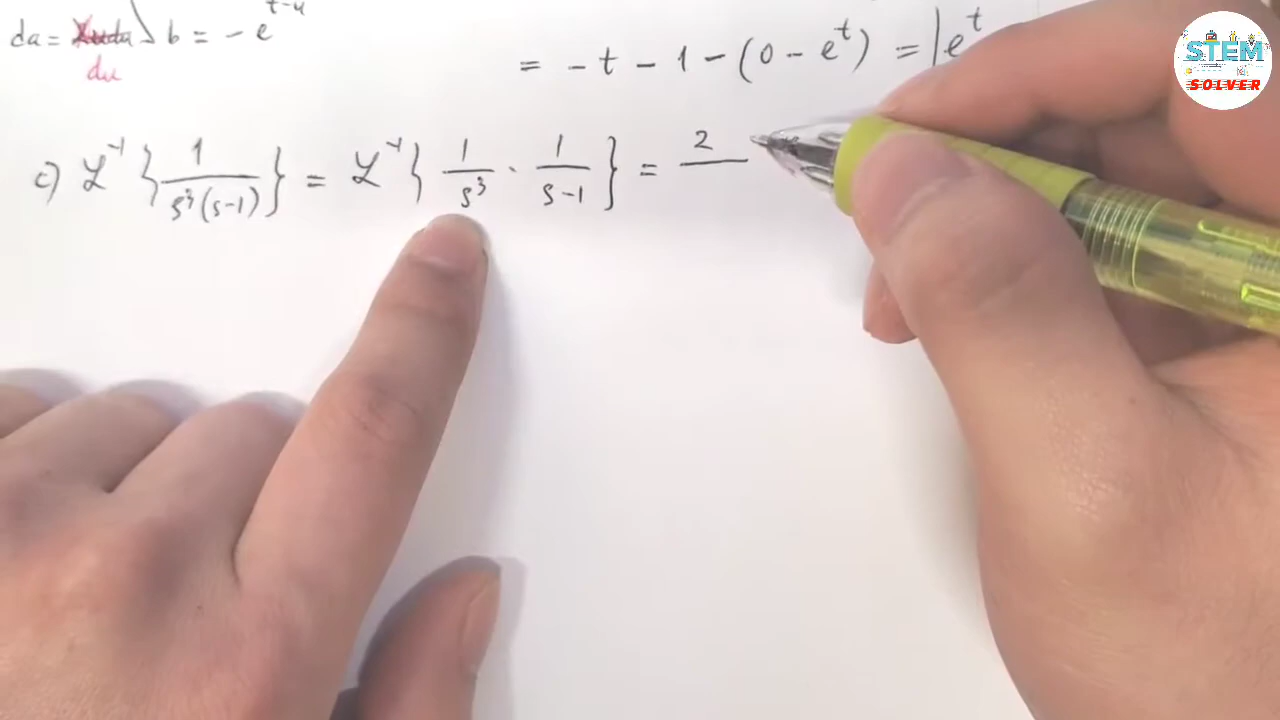 da = du b = - e^{t-u}
= - t - 1 - (0 - e^t) = |e^t
c) ℒ^{-1} { 1/(s^3(s-1)) } = ℒ^{-1} { 1/s^3 · 1/(s-1) } = 2
STEM
SOLVER